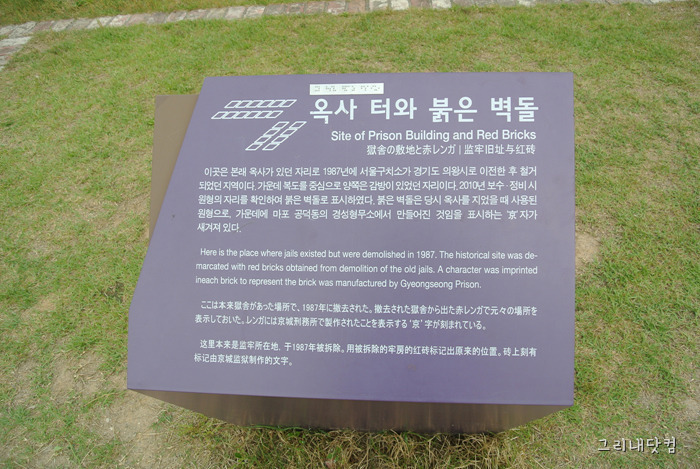 옥사 터와 붉은 벽돌
Site of Prison Building and Red Bricks
獄舎の敷地と赤レンガ | 监牢旧址与红砖
이곳은 본래 옥사가 있던 자리로 1987년에 서울구치소가 경기도 의왕시로 이전한 후 철거
되었던 지역이다. 가운데 복도를 중심으로 양쪽은 감방이 있었던 자리이다. 2010년 보수 · 정비 시
원형의 자리를 확인하여 붉은 벽돌로 표시하였다. 붉은 벽돌은 당시 옥사를 지었을 때 사용된
원형으로, 가운데에 마포 공덕동의 경성형무소에서 만들어진 것임을 표시하는 '京'자가
새겨져 있다.
Here is the place where jails existed but were demolished in 1987. The historical site was de-
marcated with red bricks obtained from demolition of the old jails. A character was imprinted
ineach brick to represent the brick was manufactured by Gyeongseong Prison.
ここは本来獄舎があった場所で、1987年に撤去された。撤去された獄舎から出た赤レンガで元々の場所を
表示しておいた。レンガには京城刑務所で製作されたことを表示する '京' 字が刻まれている。
这里本来是监牢所在地，于1987年被拆除。用被拆除的牢房的红砖标记出原来的位置。砖上刻有
标记由京城监狱制作的文字。
그리내닷컴